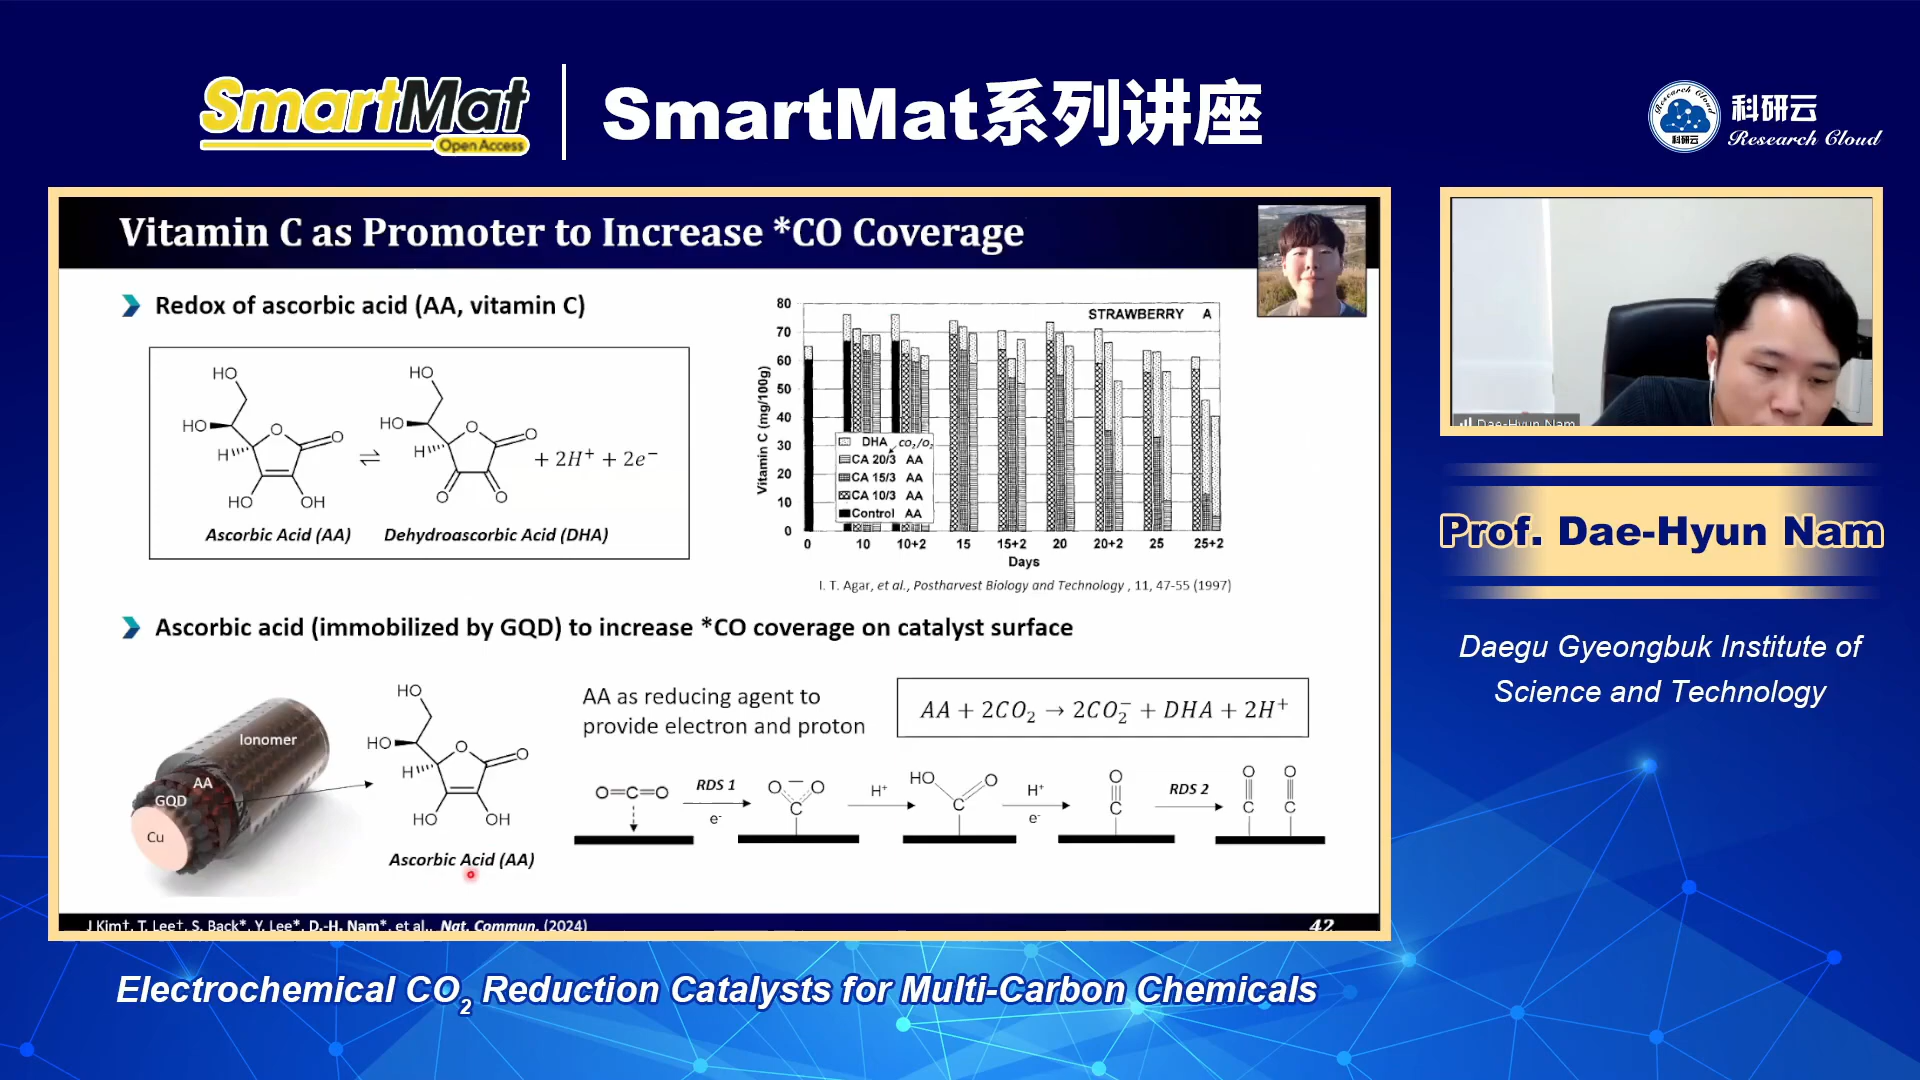 SmartMat
Open Access
SmartMat系列讲座
Research Cloud
科研云
科研云
Research Cloud
Vitamin C as Promoter to Increase *CO Coverage
Redox of ascorbic acid (AA, vitamin C)
HO
HO
O
O
H
HO
OH
Ascorbic Acid (AA)
⇌
HO
HO
O
O
H
O
O
Dehydroascorbic Acid (DHA)
+ 2H⁺ + 2e⁻
STRAWBERRY A
Vitamin C (mg/100g)
80
70
60
50
40
30
20
10
0
DHA CO₂/O₂
CA 20/3 AA
CA 15/3 AA
CA 10/3 AA
Control AA
0 10 10+2 15 15+2 20 20+2 25 25+2
Days
I. T. Agar, et al., Postharvest Biology and Technology , 11, 47-55 (1997)
Ascorbic acid (immobilized by GQD) to increase *CO coverage on catalyst surface
Ionomer
AA
GQD
Cu
HO
HO
O
O
H
HO
OH
Ascorbic Acid (AA)
AA as reducing agent to
provide electron and proton
AA + 2CO₂ → 2CO₂⁻ + DHA + 2H⁺
O=C=O
RDS 1
e⁻
O O
C
H⁺
HO O
C
H⁺
e⁻
O
C
RDS 2
O O
C C
J Kim†, T. Lee†, S. Back*, Y. Lee*, D.-H. Nam*, et al., Nat. Commun. (2024)
42
Dae-Hyun Nam
Prof. Dae-Hyun Nam
Daegu Gyeongbuk Institute of
Science and Technology
Electrochemical CO₂ Reduction Catalysts for Multi-Carbon Chemicals